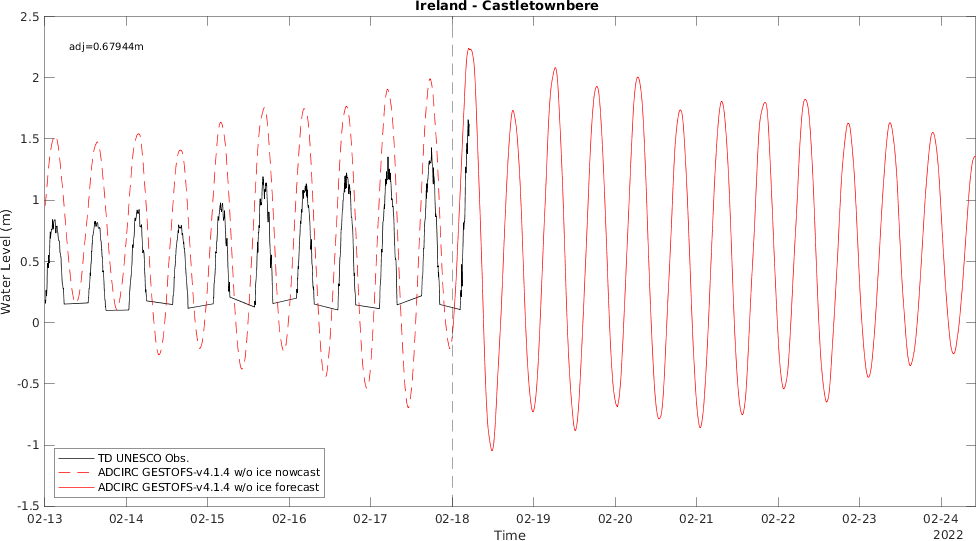 Ireland - Castletownbere
adj=0.67944m
2.5
2
1.5
1
0.5
0
-0.5
-1
-1.5
Water Level (m)
TD UNESCO Obs.
ADCIRC GESTOFS-v4.1.4 w/o ice nowcast
ADCIRC GESTOFS-v4.1.4 w/o ice forecast
02-13 02-14 02-15 02-16 02-17 02-18 02-19 02-20 02-21 02-22 02-23 02-24
Time
2022